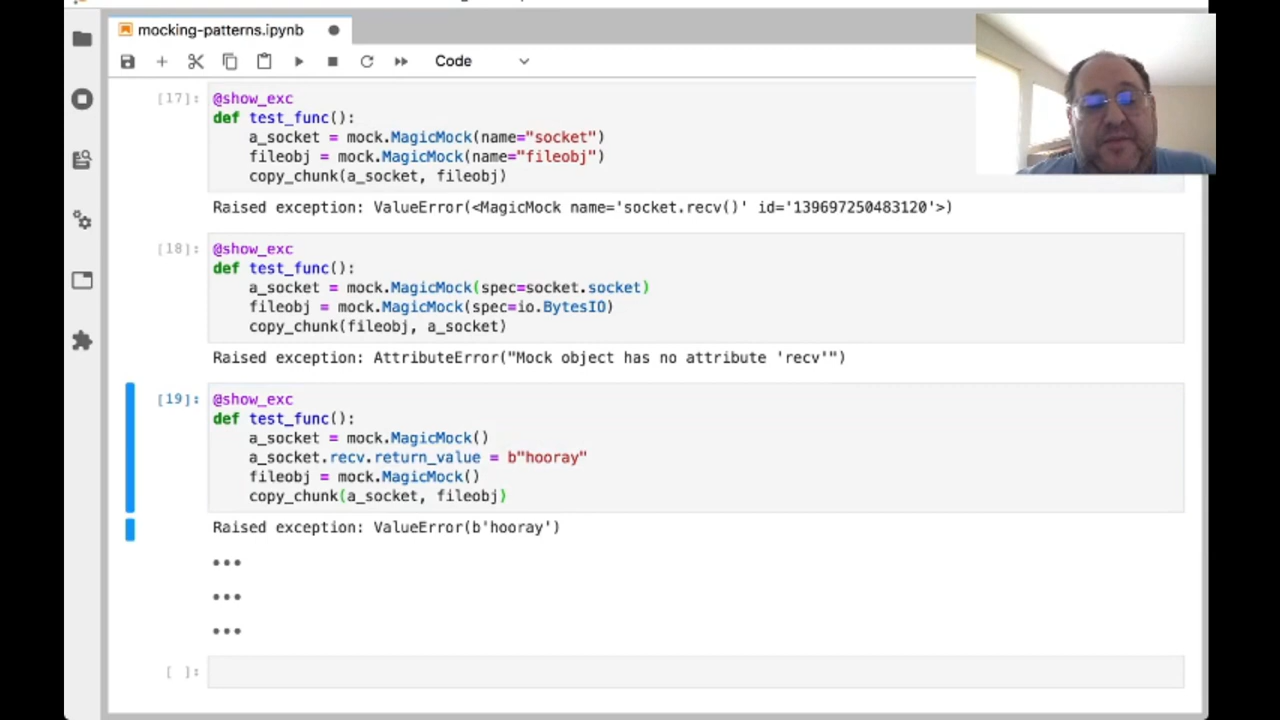 mocking-patterns.ipynb
Code
[17]:
@show_exc
def test_func():
    a_socket = mock.MagicMock(name="socket")
    fileobj = mock.MagicMock(name="fileobj")
    copy_chunk(a_socket, fileobj)
Raised exception: ValueError(<MagicMock name='socket.recv()' id='139697250483120'>)
[18]:
@show_exc
def test_func():
    a_socket = mock.MagicMock(spec=socket.socket)
    fileobj = mock.MagicMock(spec=io.BytesIO)
    copy_chunk(fileobj, a_socket)
Raised exception: AttributeError("Mock object has no attribute 'recv'")
[19]:
@show_exc
def test_func():
    a_socket = mock.MagicMock()
    a_socket.recv.return_value = b"hooray"
    fileobj = mock.MagicMock()
    copy_chunk(a_socket, fileobj)
Raised exception: ValueError(b'hooray')
[ ]: